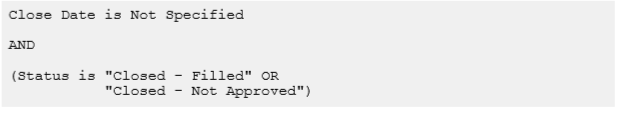 Close Date is Not Specified
AND
(Status is "Closed - Filled" OR
"Closed - Not Approved")